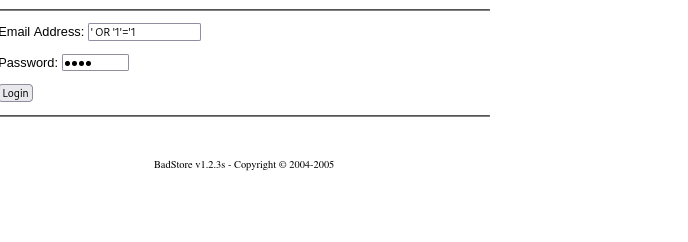 Email Address: ' OR '1'='1
Password: ●●●●
Login
BadStore v1.2.3s - Copyright © 2004-2005